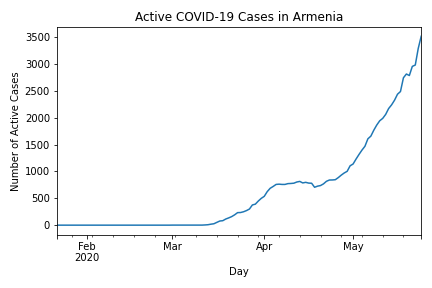 Active COVID-19 Cases in Armenia
Number of Active Cases
3500
3000
2500
2000
1500
1000
500
0
Feb
2020
Mar
Apr
May
Day